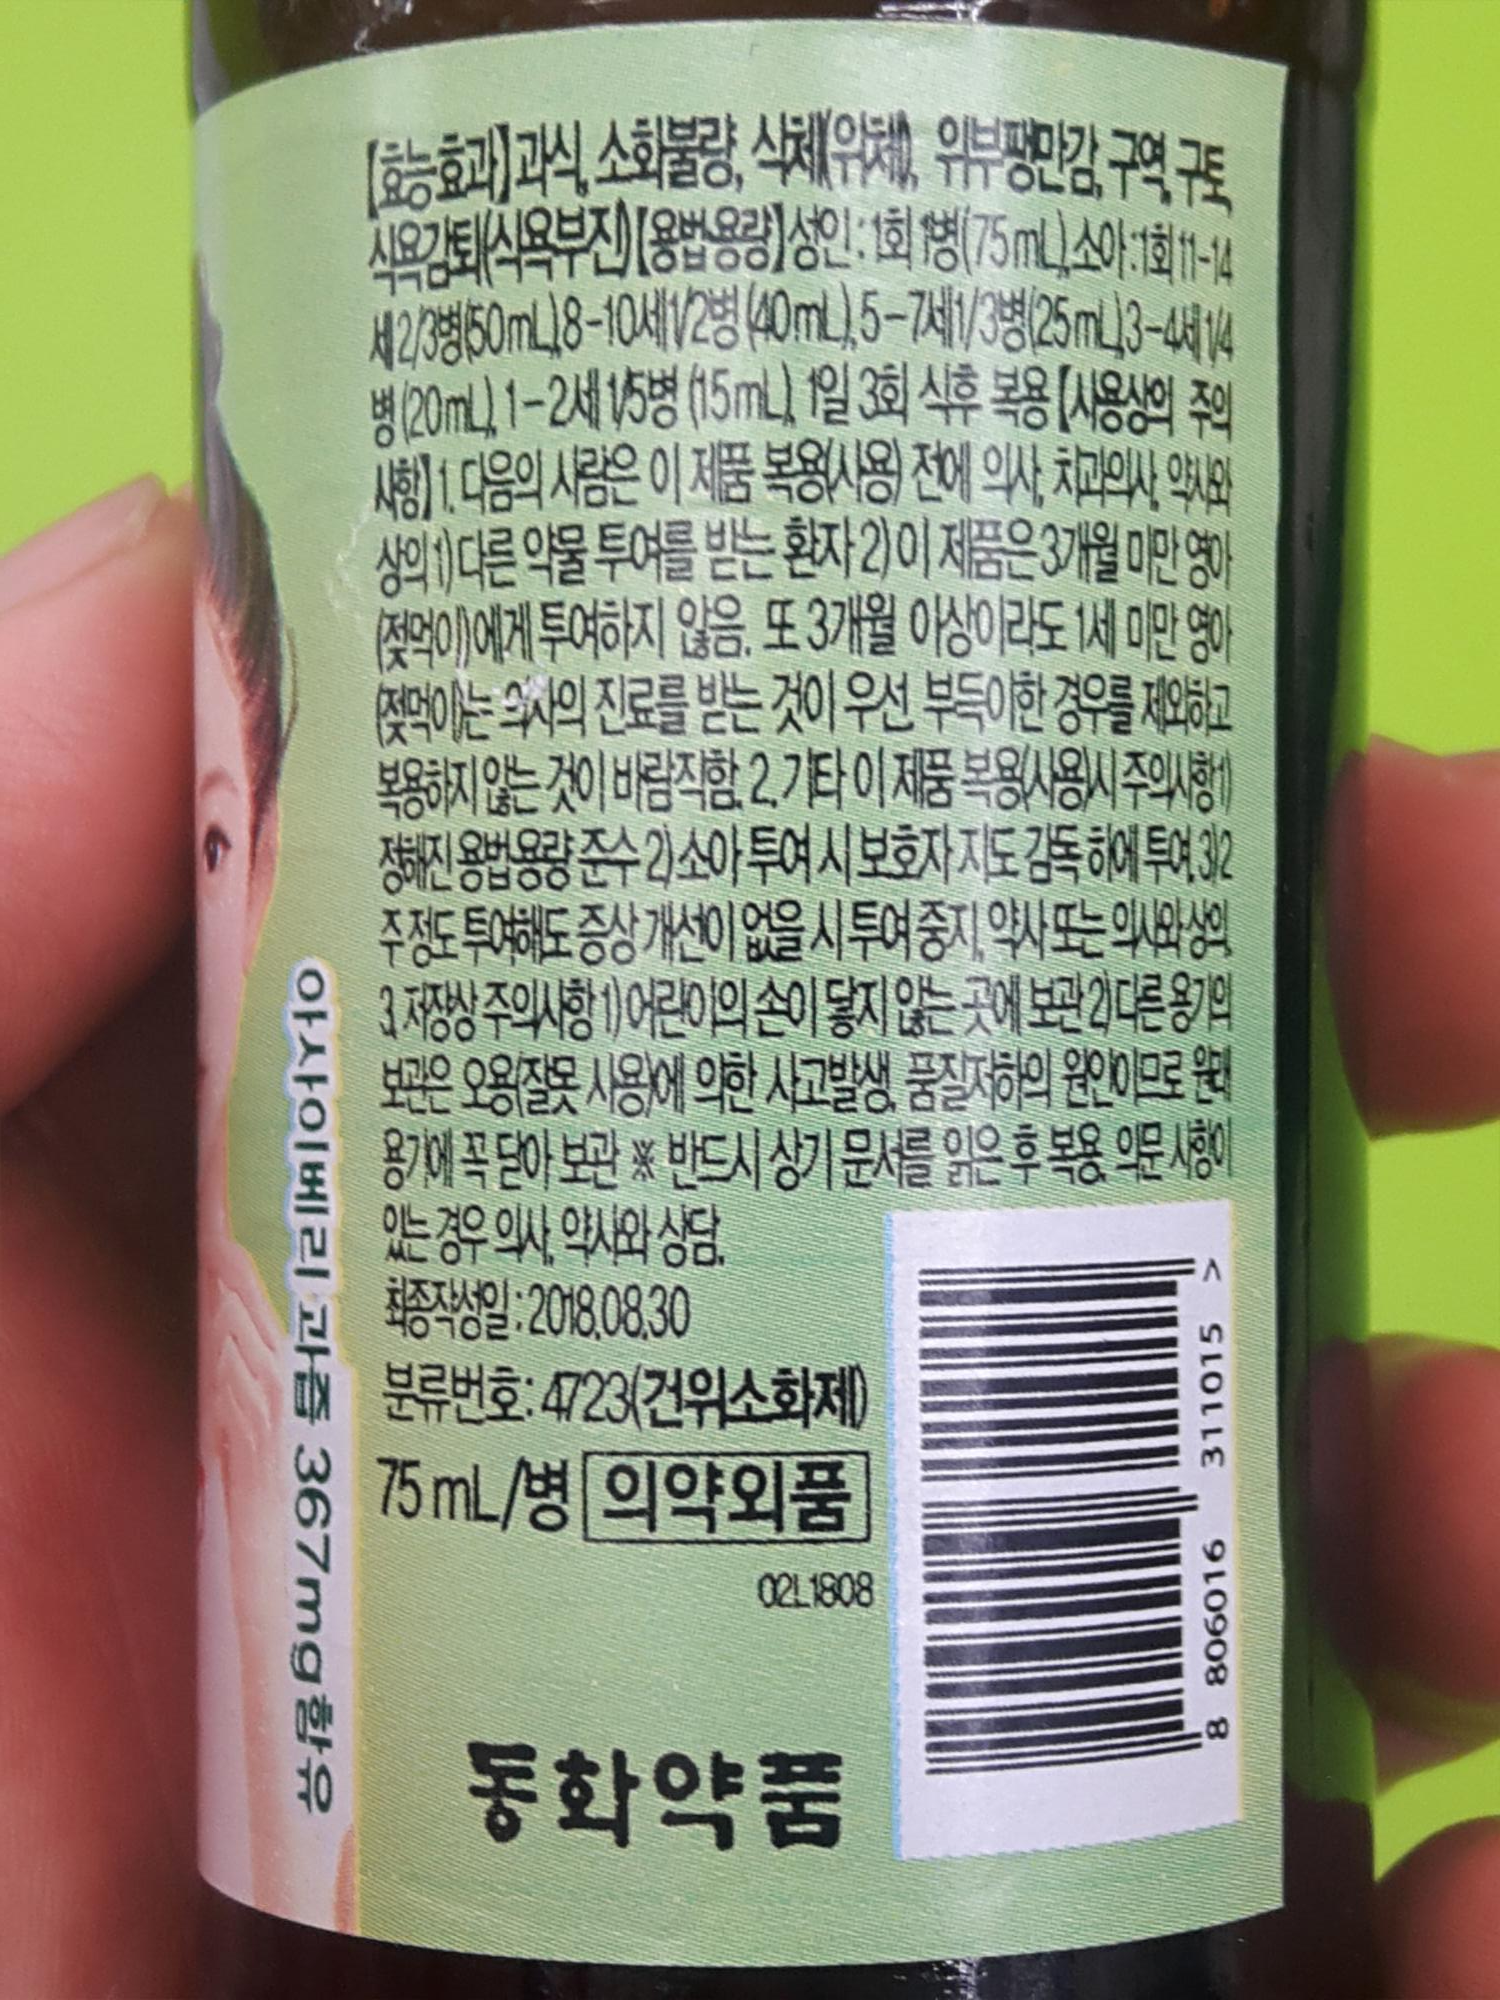 【효능효과】과식, 소화불량, 식체(위체), 위부팽만감, 구역, 구토,
식욕감퇴(식욕부진)【용법용량】성인 : 1회 1병(75mL), 소아 : 1회 11-14
세 2/3병(50mL), 8-10세 1/2병 (40mL), 5-7세 1/3병(25mL), 3-4세 1/4
병 (20mL), 1-2세 1/5병 (15mL), 1일 3회 식후 복용【사용상의 주의
사항】1. 다음의 사람은 이 제품 복용(사용) 전에 의사, 치과의사, 약사와
상의 1) 다른 약물 투여를 받는 환자 2) 이 제품은 3개월 미만 영아
(젖먹이)에게 투여하지 않음. 또 3개월 이상이라도 1세 미만 영아
(젖먹이)는 의사의 진료를 받는 것이 우선, 부득이한 경우를 제외하고
복용하지 않는 것이 바람직함. 2. 기타 이 제품 복용(사용)시 주의사항 1)
정해진 용법용량 준수 2) 소아 투여 시 보호자 지도 감독 하에 투여. 3) 2
주 정도 투여해도 증상 개선이 없을 시 투여 중지, 약사 또는 의사와 상의.
3. 저장상 주의사항 1) 어린이의 손이 닿지 않는 곳에 보관 2) 다른 용기의
보관은 오용(잘못 사용)에 의한 사고발생, 품질저하의 원인이므로 원래
용기에 꼭 닫아 보관 ※ 반드시 상기 문서를 읽은 후 복용. 의문 사항이
있는 경우 의사, 약사와 상담.
최종작성일 : 2018.08.30
분류번호 : 4723(건위소화제)
75 mL/병 의약외품
02L1808
동화약품
아사이베리 과즙 367mg 함유
8 806016 311015 >